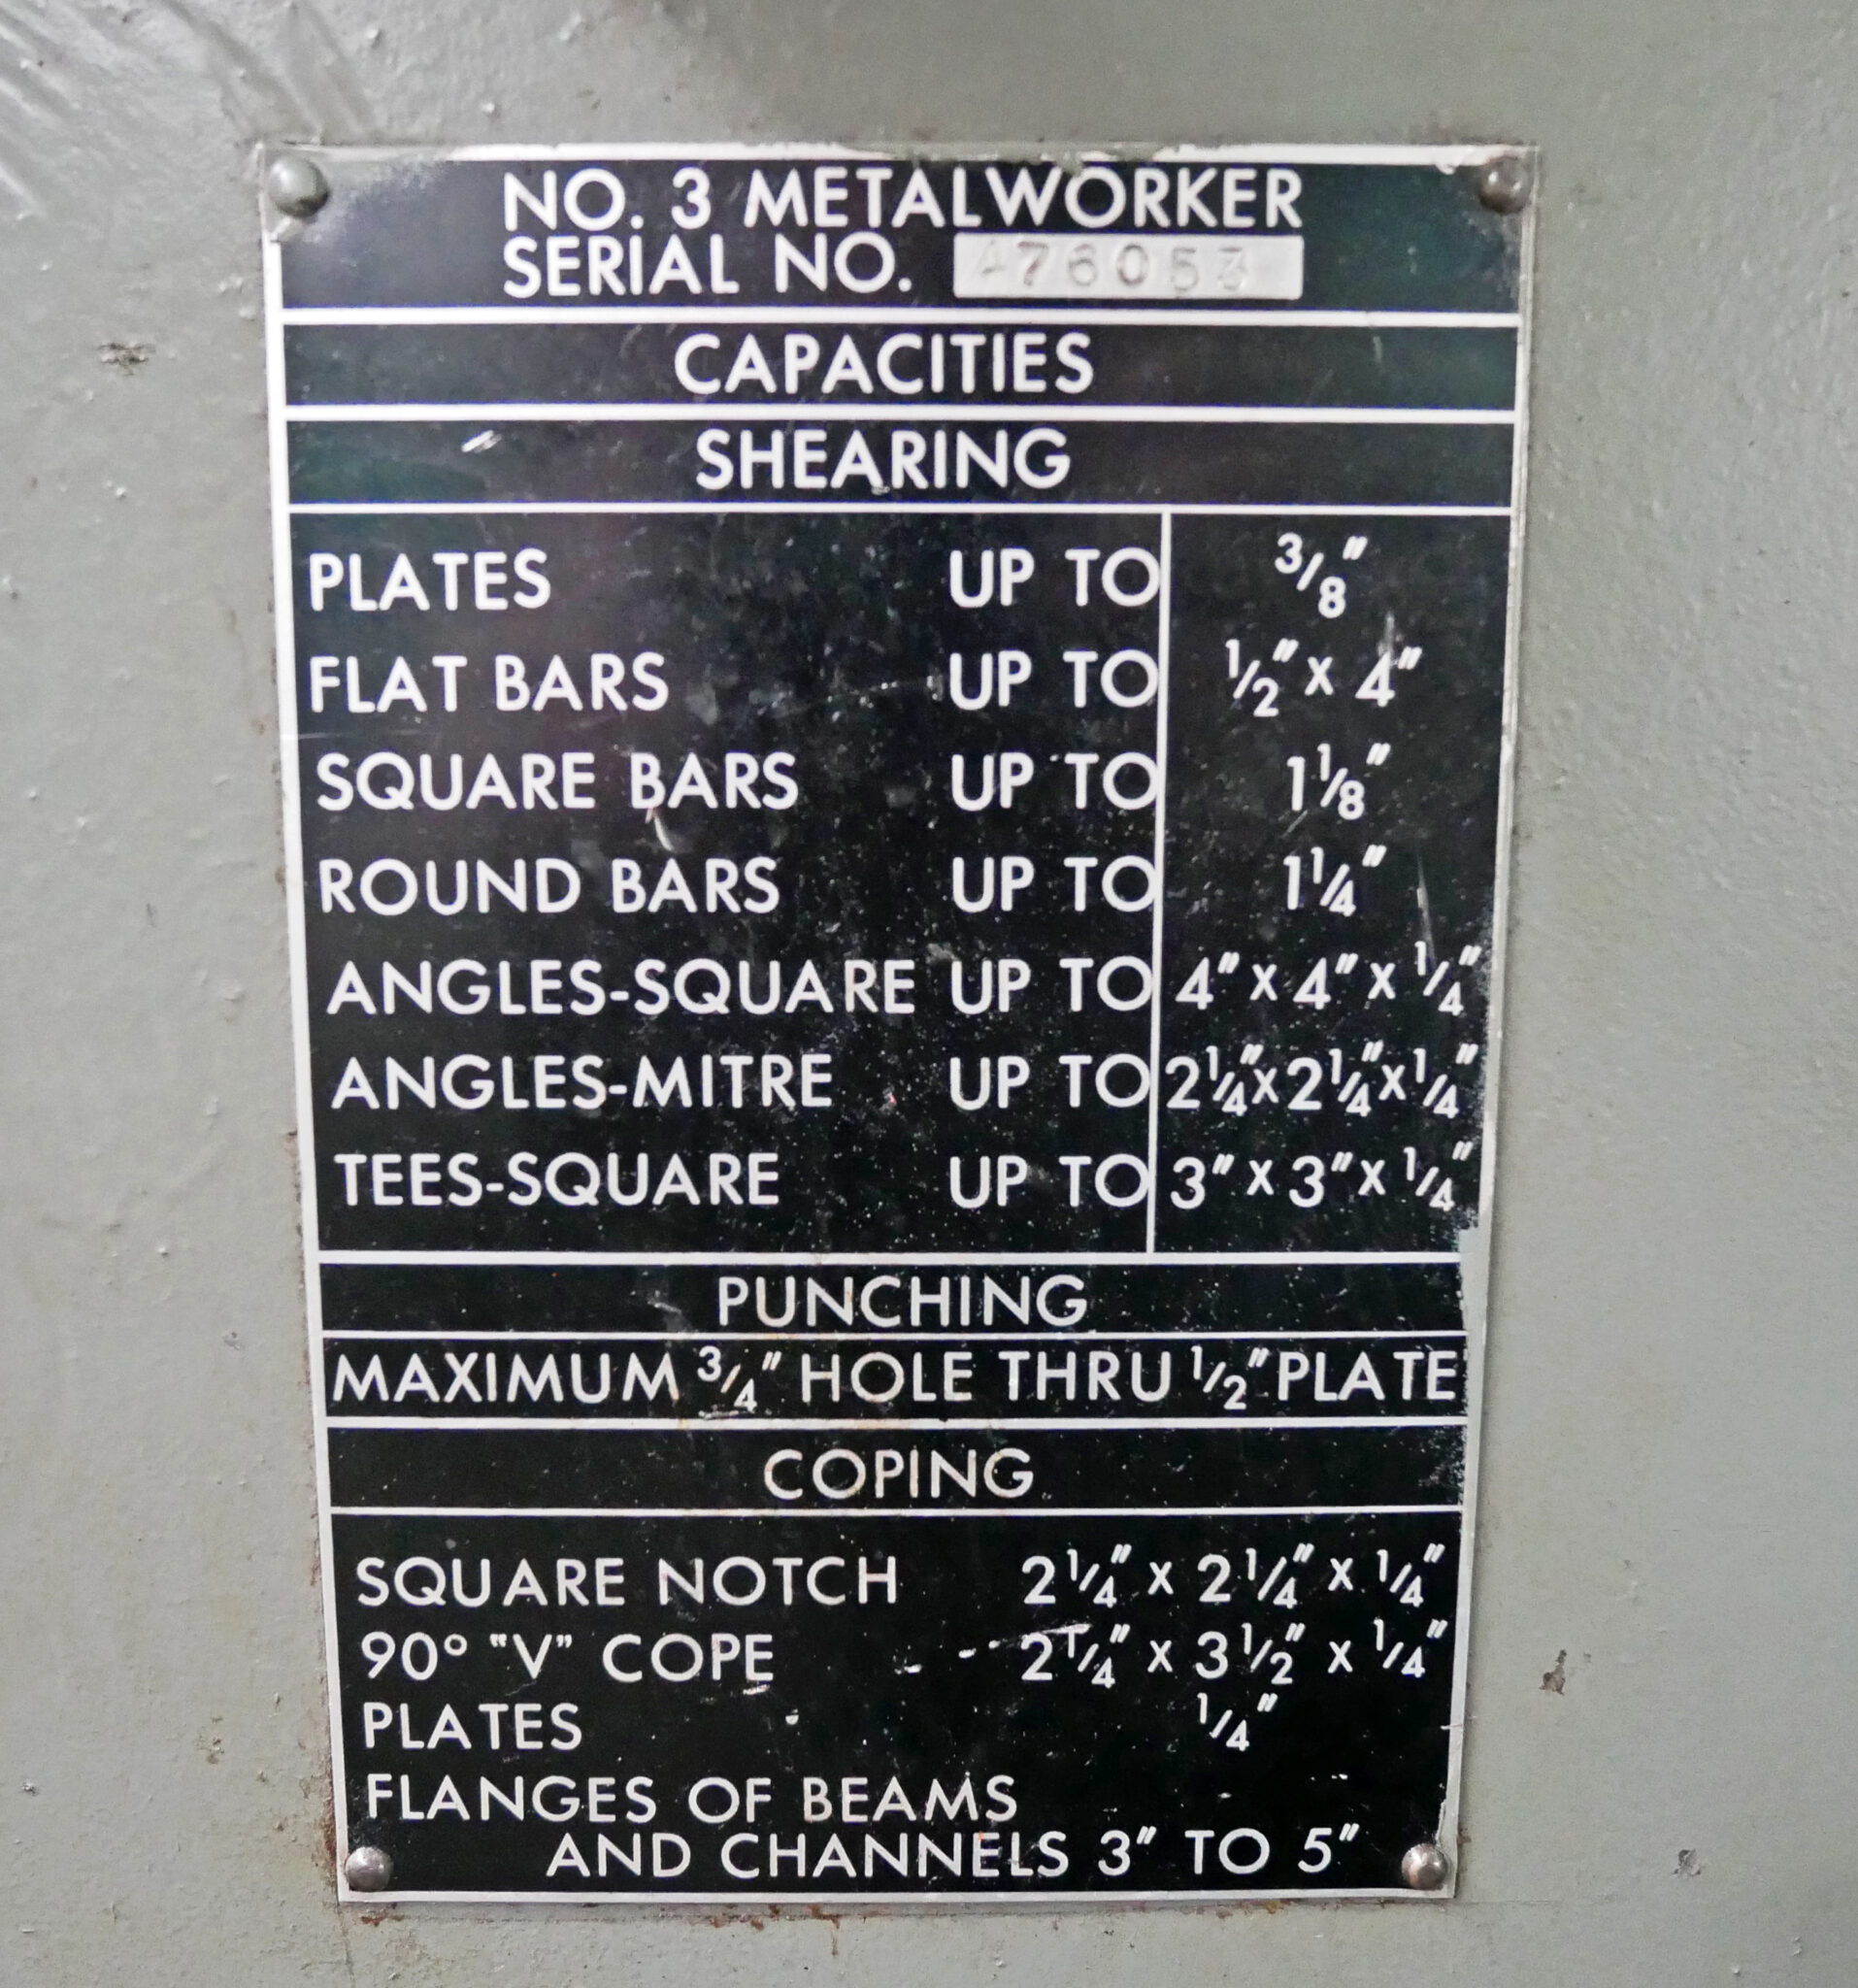 NO. 3 METALWORKER
SERIAL NO. 476053
CAPACITIES
SHEARING
PLATES UP TO 3/8"
FLAT BARS UP TO 1/2" X 4"
SQUARE BARS UP TO 1 1/8"
ROUND BARS UP TO 1 1/4"
ANGLES-SQUARE UP TO 4" X 4" X 1/4"
ANGLES-MITRE UP TO 2 1/4" X 2 1/4" X 1/4"
TEES-SQUARE UP TO 3" X 3" X 1/4"
PUNCHING
MAXIMUM 3/4" HOLE THRU 1/2" PLATE
COPING
SQUARE NOTCH 2 1/4" X 2 1/4" X 1/4"
90° "V" COPE 2 1/4" X 3 1/2" X 1/4"
PLATES 1/4"
FLANGES OF BEAMS
AND CHANNELS 3" TO 5"